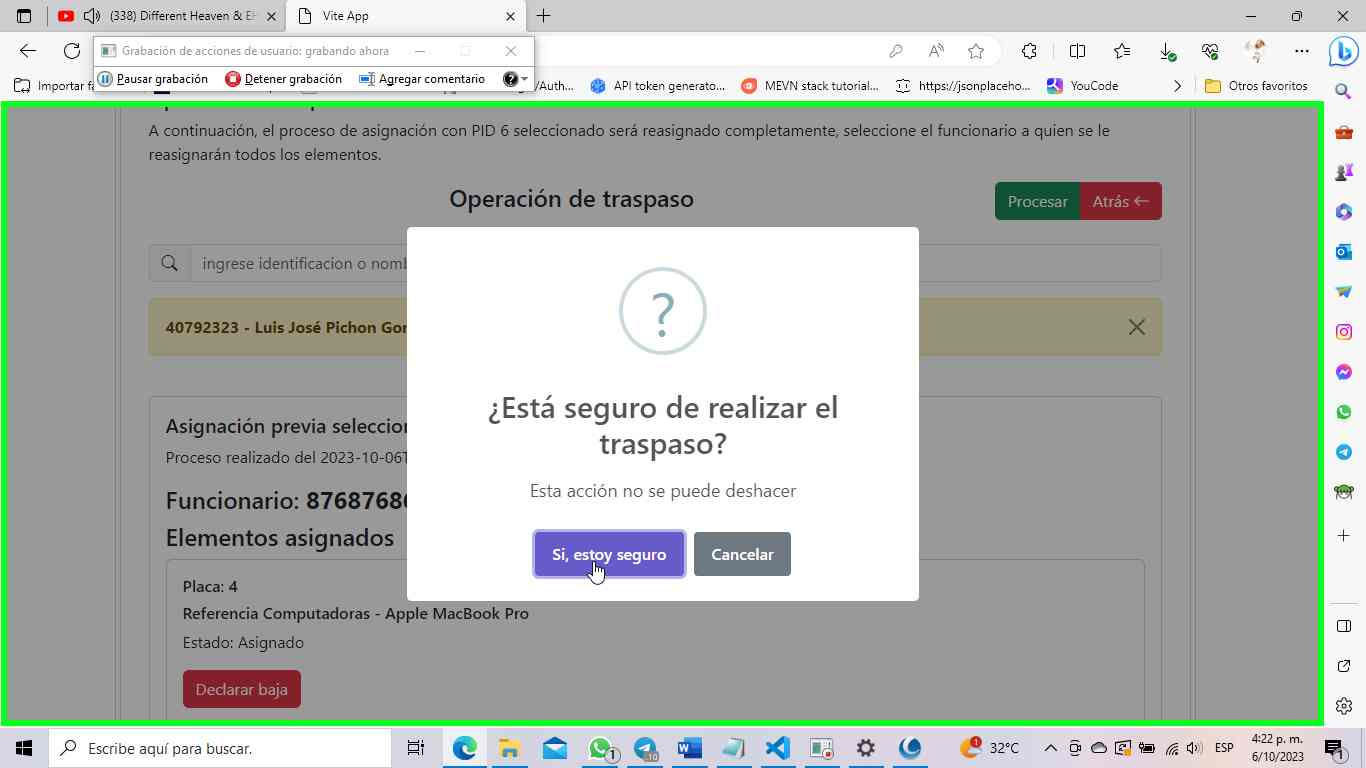 (338) Different Heaven & EH
Vite App
Grabación de acciones de usuario: grabando ahora
Pausar grabación
Detener grabación
Agregar comentario
Importar fa
/Auth...
API token generato...
MEVN stack tutorial...
https://jsonplaceho...
YouCode
Otros favoritos
A continuación, el proceso de asignación con PID 6 seleccionado será reasignado completamente, seleccione el funcionario a quien se le
reasignarán todos los elementos.
Operación de traspaso
Procesar
Atrás ←
ingrese identificacion o nomb
40792323 - Luis José Pichon Gor
?
¿Está seguro de realizar el
traspaso?
Esta acción no se puede deshacer
Si, estoy seguro
Cancelar
Asignación previa seleccion
Proceso realizado del 2023-10-06T
Funcionario: 87687686
Elementos asignados
Placa: 4
Referencia Computadoras - Apple MacBook Pro
Estado: Asignado
Declarar baja
Escribe aquí para buscar.
1
10
1
32°C
ESP
4:22 p. m.
6/10/2023
1